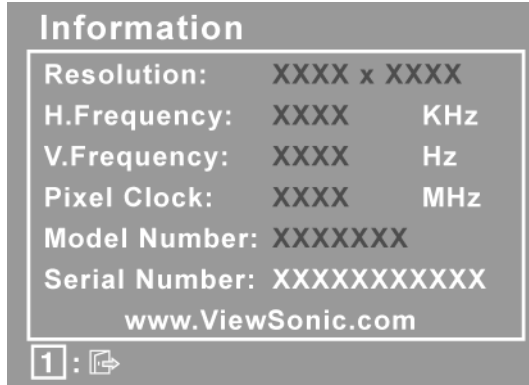 Information
Resolution: XXXX x XXXX
H.Frequency: XXXX KHz
V.Frequency: XXXX Hz
Pixel Clock: XXXX MHz
Model Number: XXXXXXX
Serial Number: XXXXXXXXXXX
www.ViewSonic.com
1 :